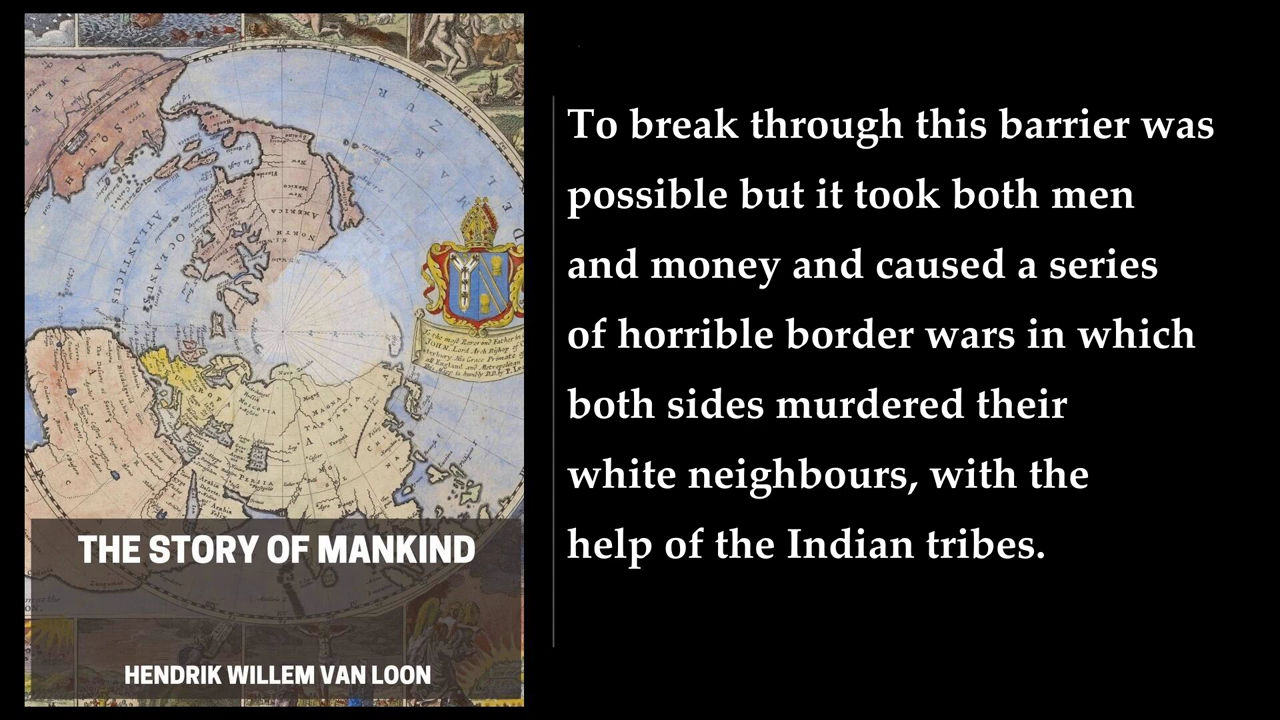 THE STORY OF MANKIND
HENDRIK WILLEM VAN LOON
To break through this barrier was
possible but it took both men
and money and caused a series
of horrible border wars in which
both sides murdered their
white neighbours, with the
help of the Indian tribes.